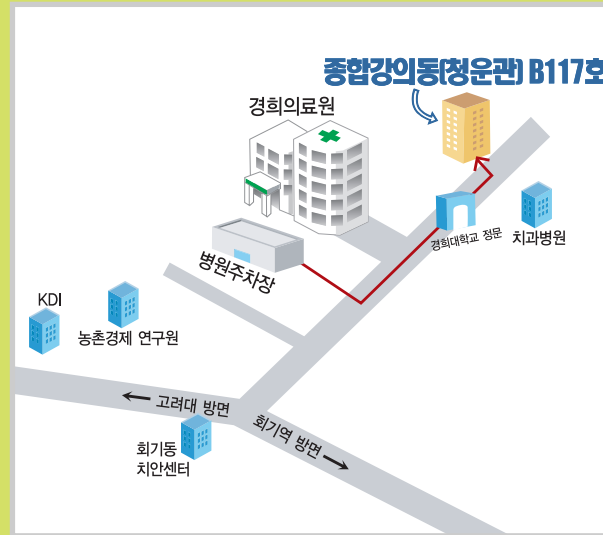 종합강의동(청운관) B117호
경희의료원
경희대학교 정문
치과병원
병원주차장
KDI
농촌경제 연구원
고려대 방면
회기역 방면
회기동
치안센터